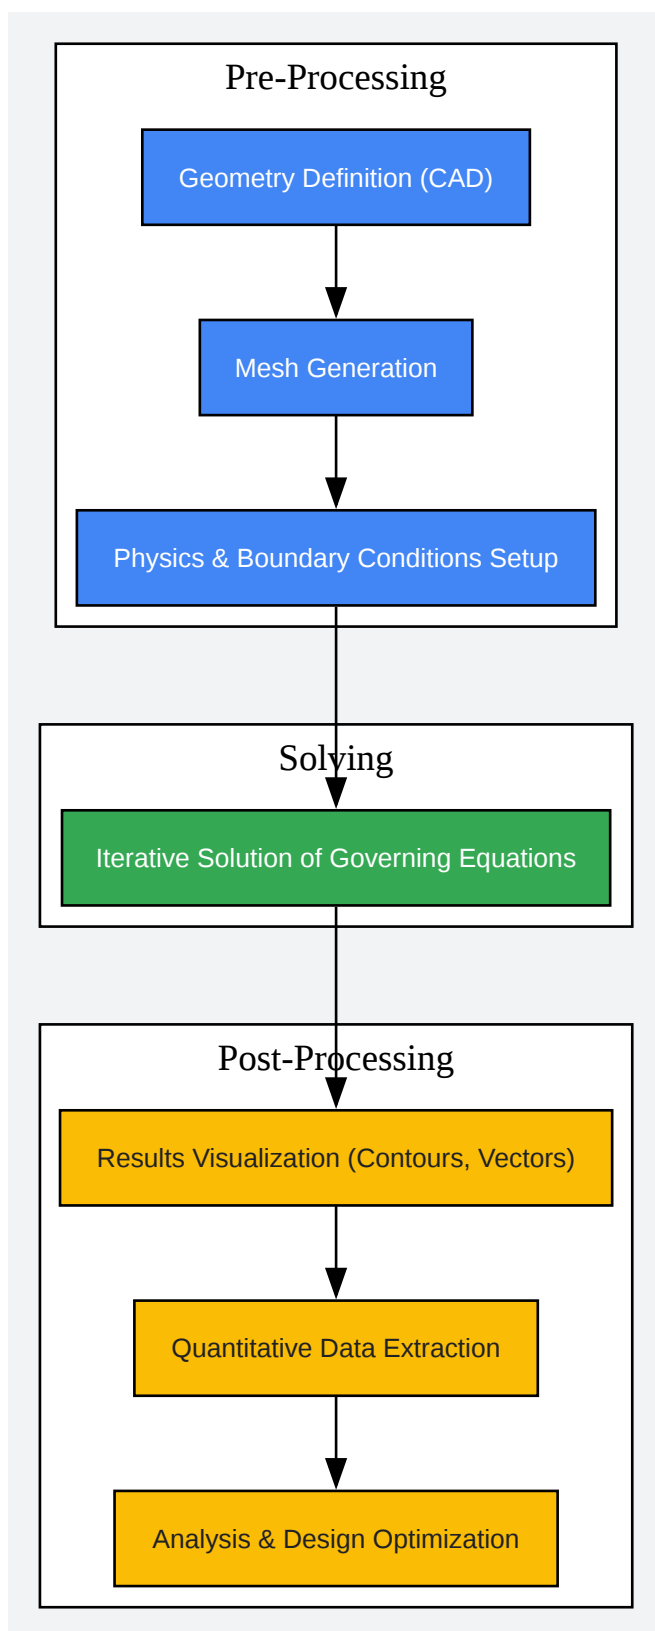 Pre-Processing
Geometry Definition (CAD)
Mesh Generation
Physics & Boundary Conditions Setup
Solving
Iterative Solution of Governing Equations
Post-Processing
Results Visualization (Contours, Vectors)
Quantitative Data Extraction
Analysis & Design Optimization